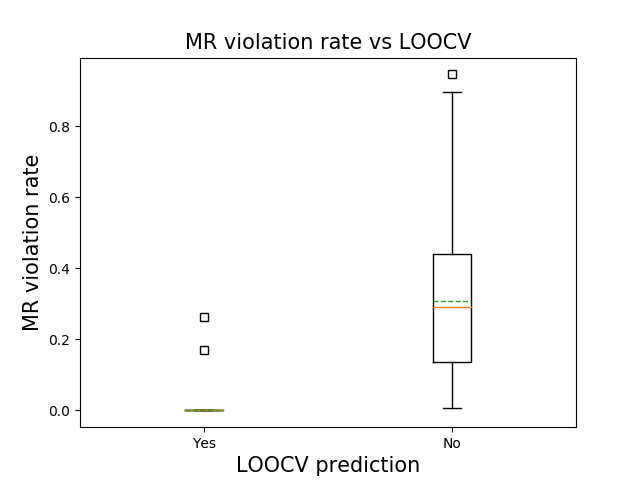 MR violation rate vs LOOCV
MR violation rate
0.8
0.6
0.4
0.2
0.0
Yes
No
LOOCV prediction